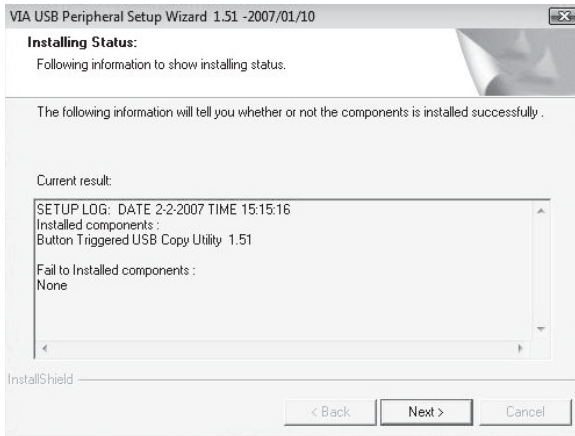 VIA USB Peripheral Setup Wizard 1.51 -2007/01/10
Installing Status:
Following information to show installing status.
The following information will tell you whether or not the components is installed successfully .
Current result:
SETUP LOG: DATE 2-2-2007 TIME 15:15:16
Installed components :
Button Triggered USB Copy Utility 1.51
Fail to Installed components :
None
InstallShield
< Back
Next >
Cancel